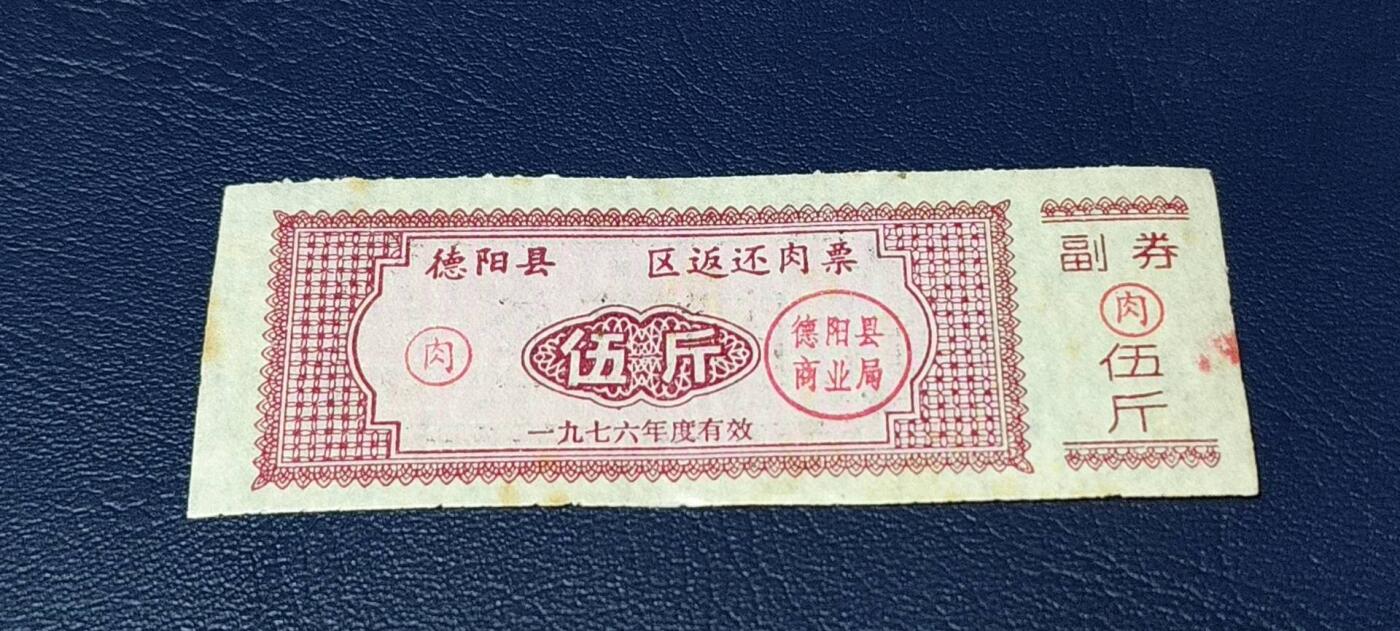 德阳县 区返还肉票
肉
伍斤
德阳县
商业局
一九七六年度有效
副券
肉
伍
斤